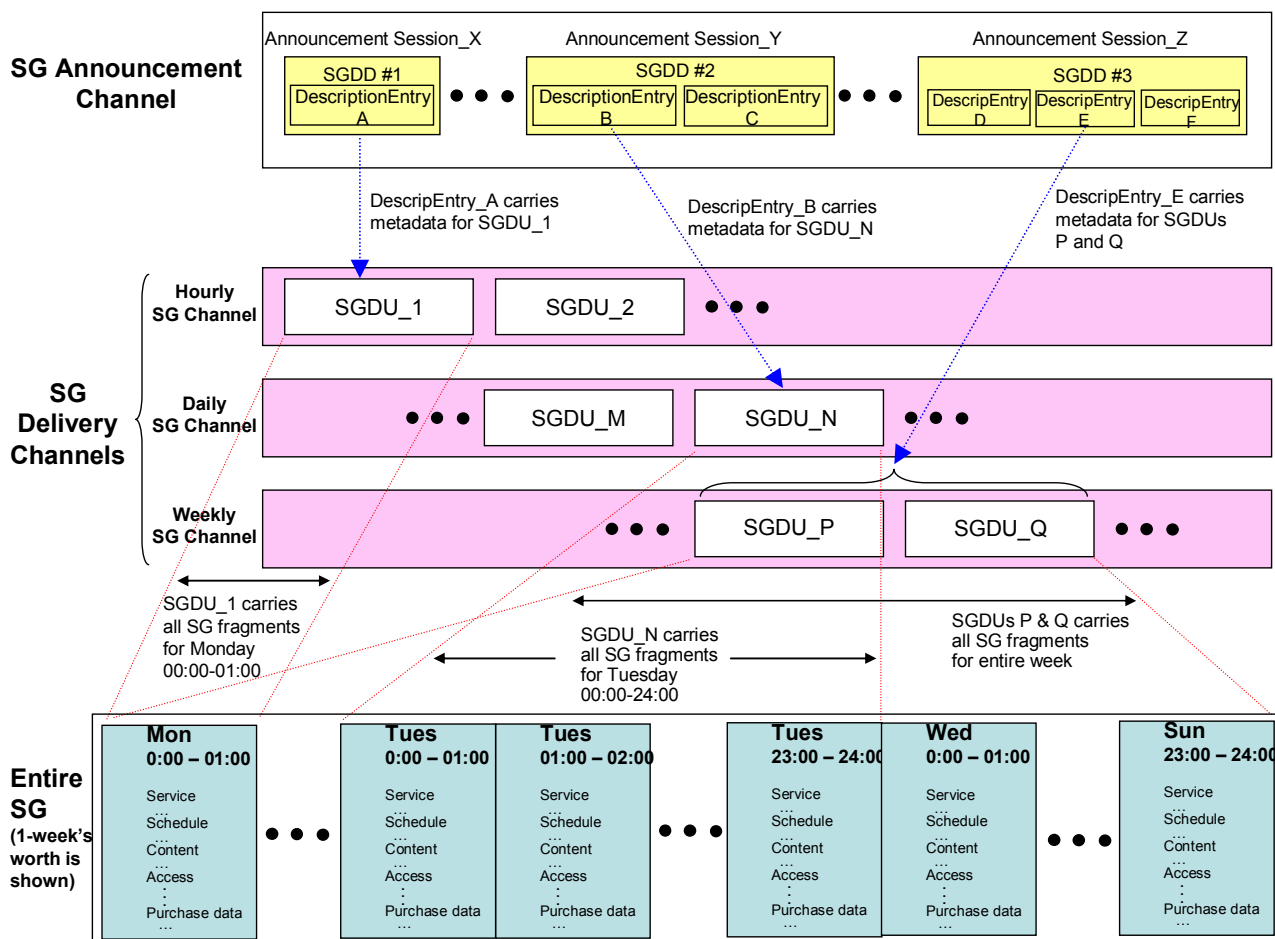 SG Announcement
Channel
Announcement Session_X
Announcement Session_Y
Announcement Session_Z
SGDD #1
DescriptionEntry
A
SGDD #2
DescriptionEntry
B
DescriptionEntry
C
SGDD #3
DescripEntry
D
DescripEntry
E
DescripEntry
F
DescripEntry_A carries
metadata for SGDU_1
DescripEntry_B carries
metadata for SGDU_N
DescripEntry_E carries
metadata for SGDUs
P and Q
SG
Delivery
Channels
Hourly
SG Channel
SGDU_1
SGDU_2
Daily
SG Channel
SGDU_M
SGDU_N
Weekly
SG Channel
SGDU_P
SGDU_Q
SGDU_1 carries
all SG fragments
for Monday
00:00-01:00
SGDU_N carries
all SG fragments
for Tuesday
00:00-24:00
SGDUs P & Q carries
all SG fragments
for entire week
Entire
SG
(1-week's
worth is
shown)
Mon
0:00 – 01:00
Service
...
Schedule
...
Content
...
Access
Purchase data
...
Tues
0:00 – 01:00
Service
...
Schedule
...
Content
...
Access
Purchase data
...
Tues
01:00 – 02:00
Service
...
Schedule
...
Content
...
Access
Purchase data
...
Tues
23:00 – 24:00
Service
...
Schedule
...
Content
...
Access
Purchase data
...
Wed
0:00 – 01:00
Service
...
Schedule
...
Content
...
Access
Purchase data
...
Sun
23:00 – 24:00
Service
...
Schedule
...
Content
...
Access
Purchase data
...